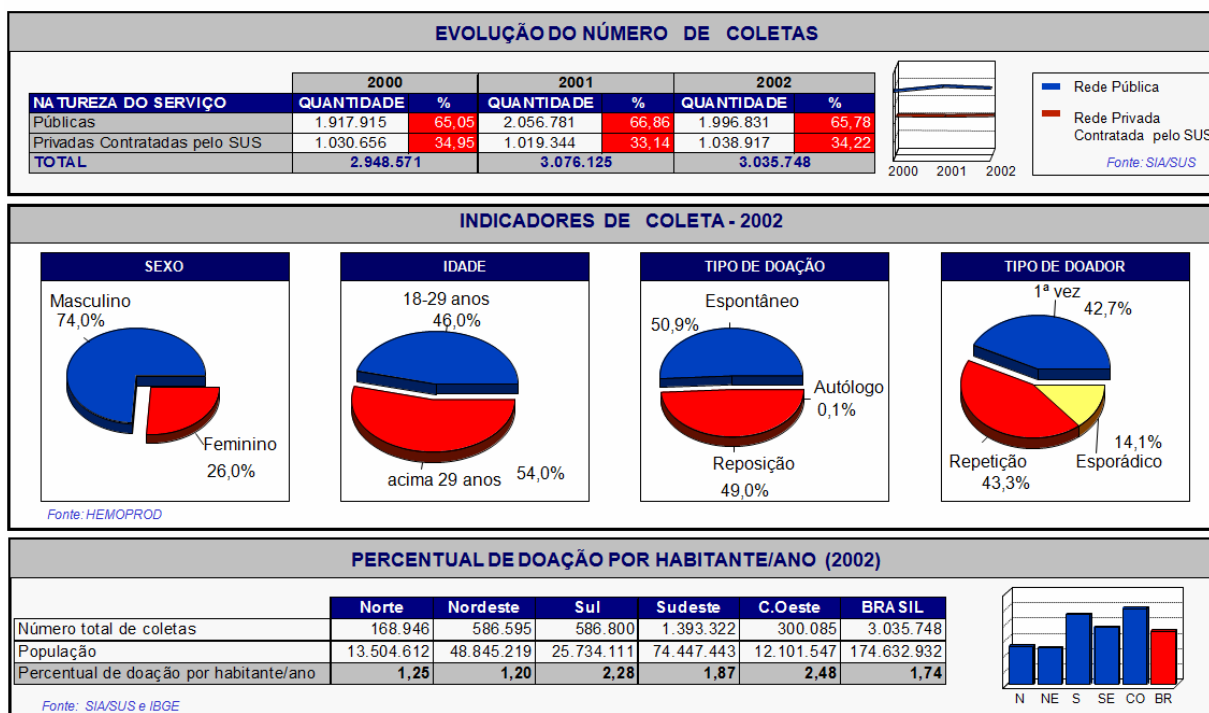 EVOLUÇÃO DO NÚMERO DE COLETAS
2000 2001 2002
NATUREZA DO SERVIÇO QUANTIDADE % QUANTIDADE % QUANTIDADE %
Públicas 1.917.915 65,05 2.056.781 66,86 1.996.831 65,78
Privadas Contratadas pelo SUS 1.030.656 34,95 1.019.344 33,14 1.038.917 34,22
TOTAL 2.948.571 3.076.125 3.035.748
2000 2001 2002
Rede Pública
Rede Privada
Contratada pelo SUS
Fonte: SIA/SUS
INDICADORES DE COLETA - 2002
SEXO
Masculino
74,0%
Feminino
26,0%
Fonte: HEMOPROD
IDADE
18-29 anos
46,0%
acima 29 anos 54,0%
TIPO DE DOAÇÃO
Espontâneo
50,9%
Autólogo
0,1%
Reposição
49,0%
TIPO DE DOADOR
1ª vez
42,7%
14,1%
Repetição Esporádico
43,3%
PERCENTUAL DE DOAÇÃO POR HABITANTE/ANO (2002)
Norte Nordeste Sul Sudeste C.Oeste BRASIL
Número total de coletas 168.946 586.595 586.800 1.393.322 300.085 3.035.748
População 13.504.612 48.845.219 25.734.111 74.447.443 12.101.547 174.632.932
Percentual de doação por habitante/ano 1,25 1,20 2,28 1,87 2,48 1,74
N NE S SE CO BR
Fonte: SIA/SUS e IBGE